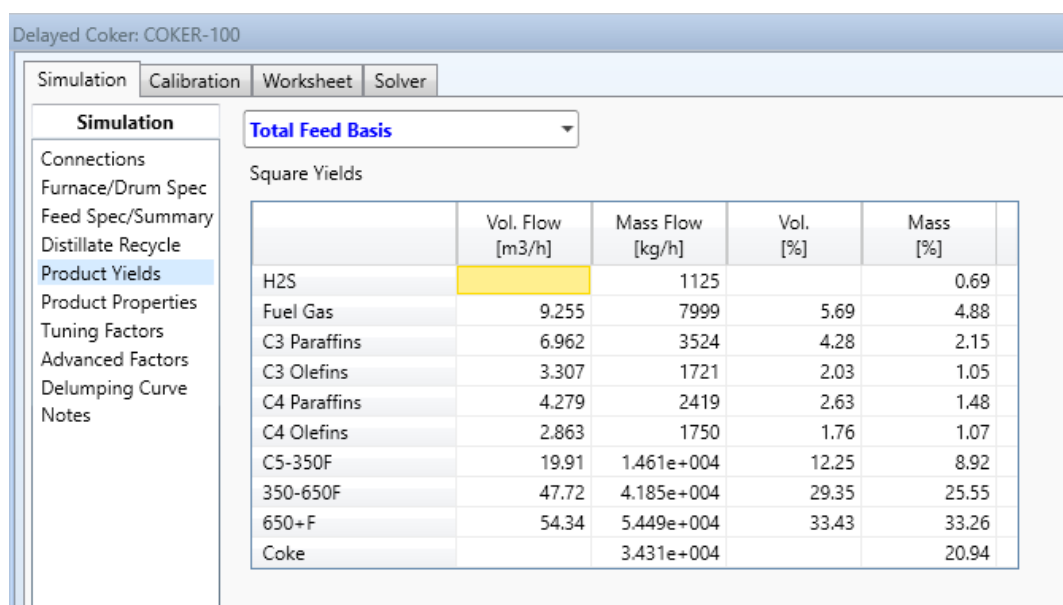 Delayed Coker: COKER-100
Simulation Calibration Worksheet Solver
Simulation
Connections
Furnace/Drum Spec
Feed Spec/Summary
Distillate Recycle
Product Yields
Product Properties
Tuning Factors
Advanced Factors
Delumping Curve
Notes
Total Feed Basis
Square Yields
Vol. Flow [m3/h] Mass Flow [kg/h] Vol. [%] Mass [%]
H2S 1125 0.69
Fuel Gas 9.255 7999 5.69 4.88
C3 Paraffins 6.962 3524 4.28 2.15
C3 Olefins 3.307 1721 2.03 1.05
C4 Paraffins 4.279 2419 2.63 1.48
C4 Olefins 2.863 1750 1.76 1.07
C5-350F 19.91 1.461e+004 12.25 8.92
350-650F 47.72 4.185e+004 29.35 25.55
650+F 54.34 5.449e+004 33.43 33.26
Coke 3.431e+004 20.94